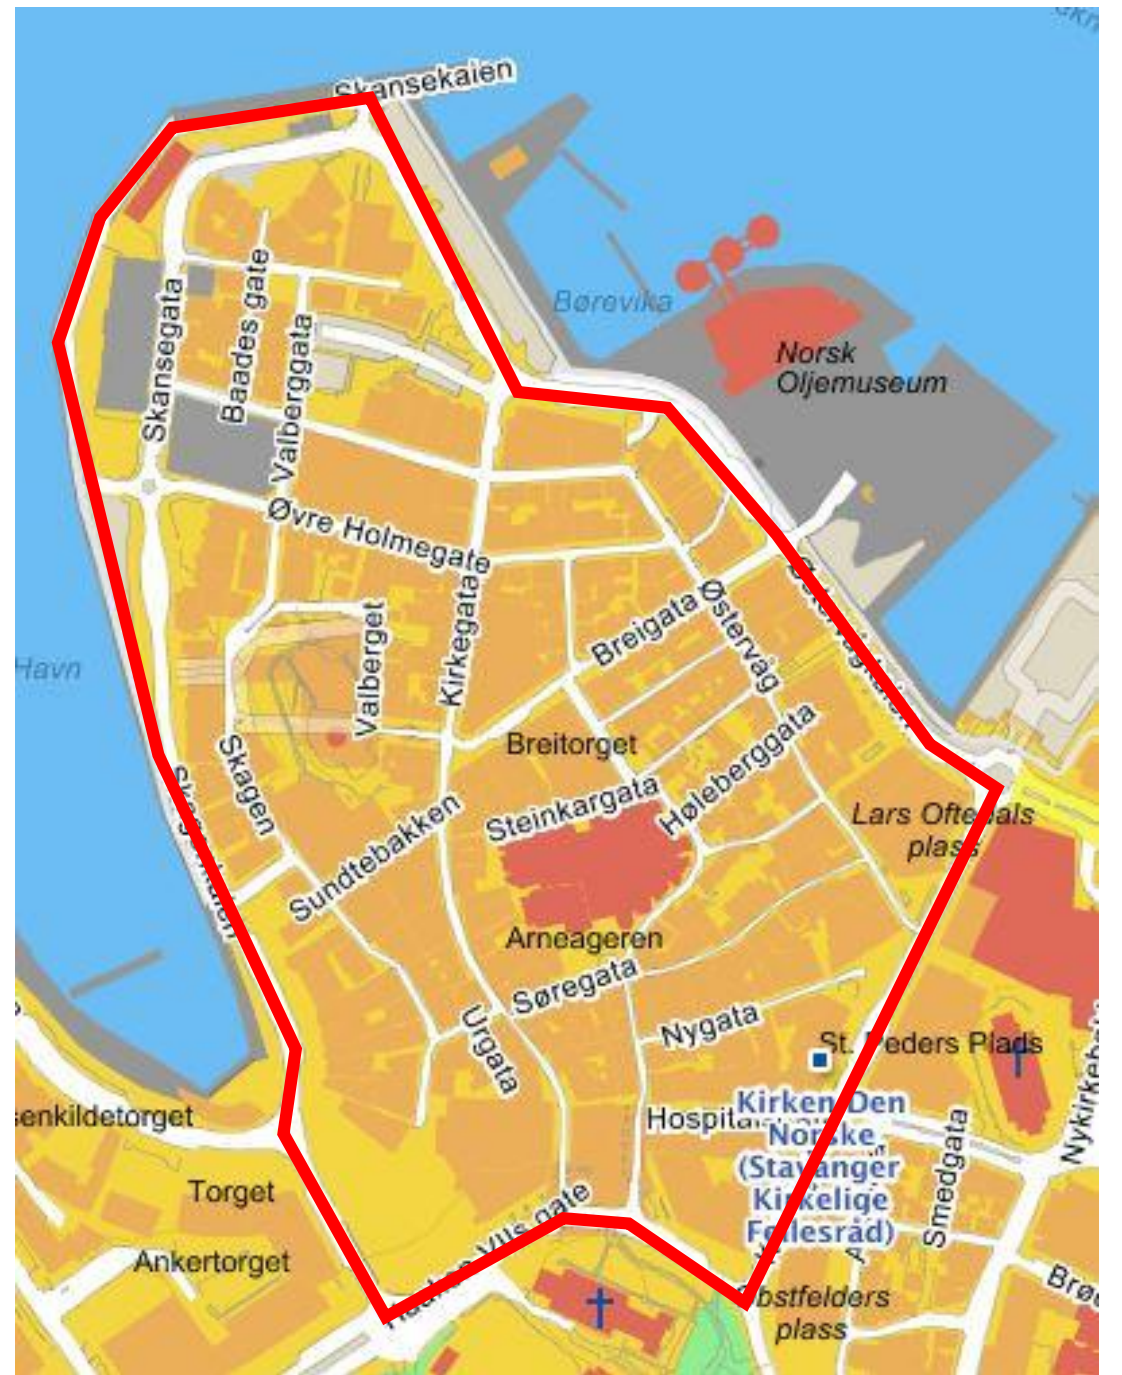 Skansekaien
Børevika
Norsk
Oljemuseum
Skansegata
Baades gate
Valberggata
Øvre Holmegate
Kirkegata
Breigata
Østervåg
Valberget
Havn
Breitorget
Skagen
Høleberggata
Steinkargata
Sundtebakken
Lars Oftedals
plass
Arneageren
Søregata
Urgata
Nygata
St. Peders Plads
Kirken Den
Norske
(Stavanger
Kirkelige
Fellesråd)
senkildetorget
Torget
Ankertorget
Smedgata
plass